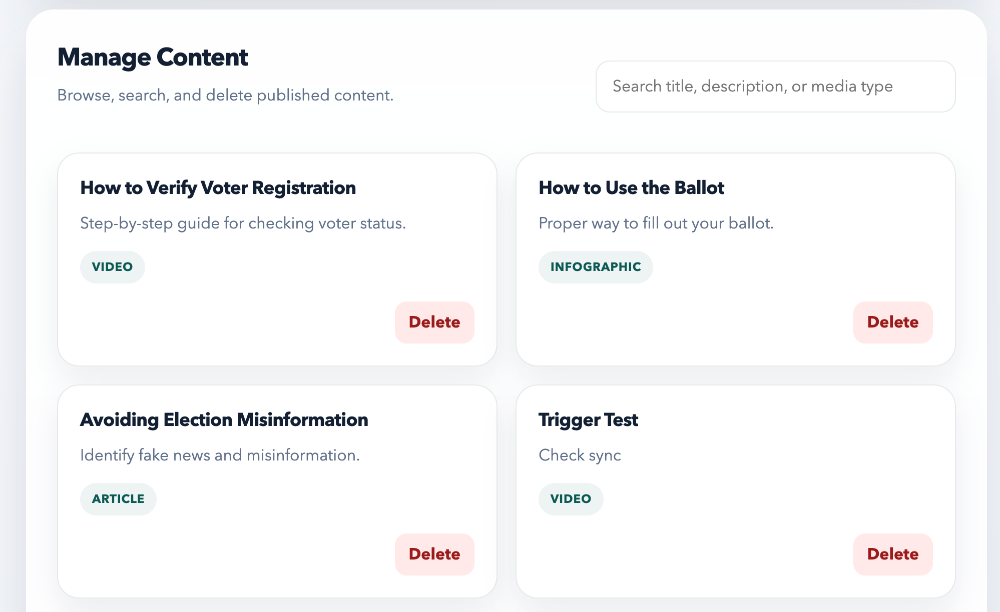 Manage Content
Browse, search, and delete published content.
Search title, description, or media type
How to Verify Voter Registration
Step-by-step guide for checking voter status.
VIDEO
Delete
How to Use the Ballot
Proper way to fill out your ballot.
INFOGRAPHIC
Delete
Avoiding Election Misinformation
Identify fake news and misinformation.
ARTICLE
Delete
Trigger Test
Check sync
VIDEO
Delete